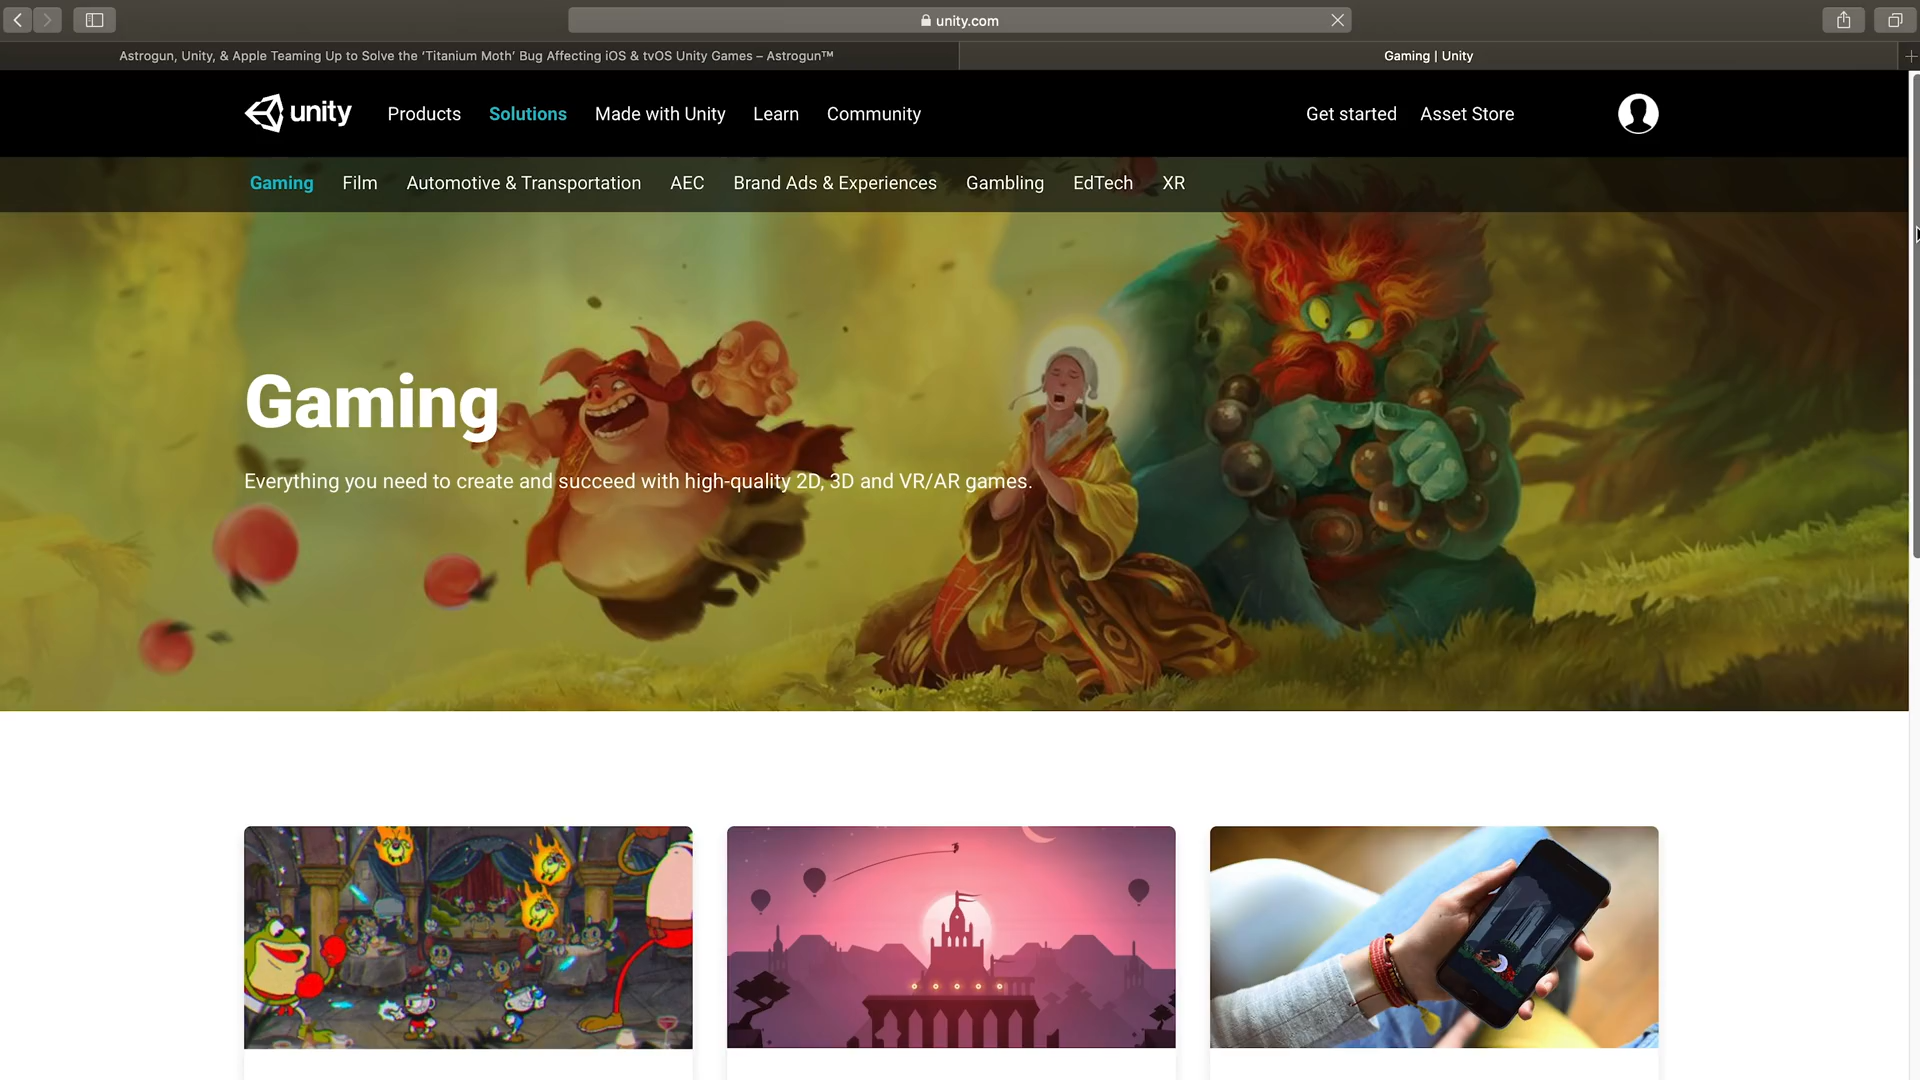 unity.com
Astrogun, Unity, & Apple Teaming Up to Solve the ‘Titanium Moth’ Bug Affecting iOS & tvOS Unity Games – Astrogun™
Gaming | Unity
unity
Products Solutions Made with Unity Learn Community Get started Asset Store
Gaming Film Automotive & Transportation AEC Brand Ads & Experiences Gambling EdTech XR
Gaming
Everything you need to create and succeed with high-quality 2D, 3D and VR/AR games.